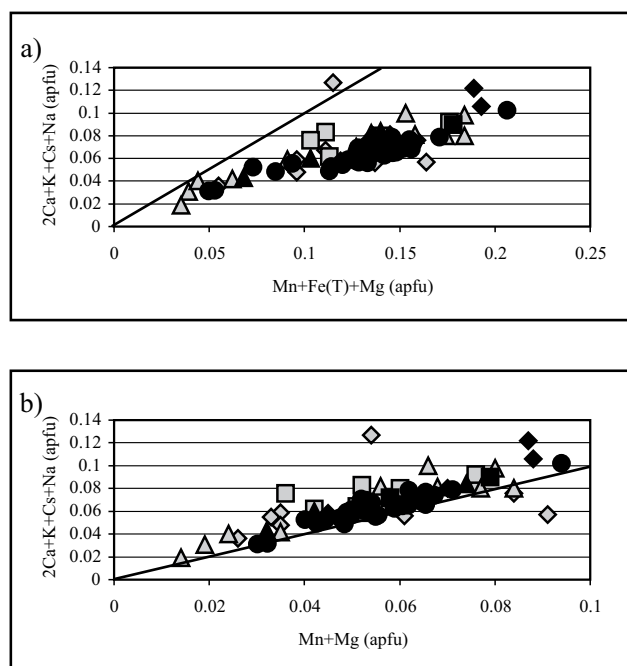 a)
2Ca+K+Cs+Na (apfu)
0.14
0.12
0.1
0.08
0.06
0.04
0.02
0
0 0.05 0.1 0.15 0.2 0.25
Mn+Fe(T)+Mg (apfu)
b)
2Ca+K+Cs+Na (apfu)
0.14
0.12
0.1
0.08
0.06
0.04
0.02
0
0 0.02 0.04 0.06 0.08 0.1
Mn+Mg (apfu)